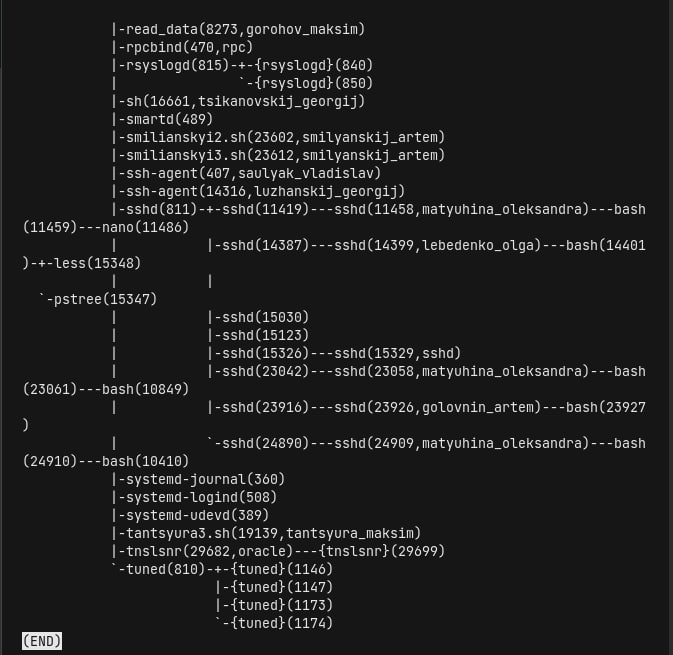 |-read_data(8273,gorohov_maksim)
|-rpcbind(470,rpc)
|-rsyslogd(815)-+-{rsyslogd}(840)
|               `-{rsyslogd}(850)
|-sh(16661,tsikanovskij_georgij)
|-smartd(489)
|-smilianskyi2.sh(23602,smilyanskij_artem)
|-smilianskyi3.sh(23612,smilyanskij_artem)
|-ssh-agent(407,saulyak_vladislav)
|-ssh-agent(14316,luzhanskij_georgij)
|-sshd(811)-+-sshd(11419)---sshd(11458,matyuhina_oleksandra)---bash
(11459)---nano(11486)
|           |-sshd(14387)---sshd(14399,lebedenko_olga)---bash(14401
)-+-less(15348)
|           |
`-pstree(15347)
|           |-sshd(15030)
|           |-sshd(15123)
|           |-sshd(15326)---sshd(15329,sshd)
|           |-sshd(23042)---sshd(23058,matyuhina_oleksandra)---bash
(23061)---bash(10849)
|           |-sshd(23916)---sshd(23926,golovnin_artem)---bash(23927
)
|           `-sshd(24890)---sshd(24909,matyuhina_oleksandra)---bash
(24910)---bash(10410)
|-systemd-journal(360)
|-systemd-logind(508)
|-systemd-udevd(389)
|-tantsyura3.sh(19139,tantsyura_maksim)
|-tnslsnr(29682,oracle)---{tnslsnr}(29699)
`-tuned(810)-+-{tuned}(1146)
|-{tuned}(1147)
|-{tuned}(1173)
`-{tuned}(1174)
(END)